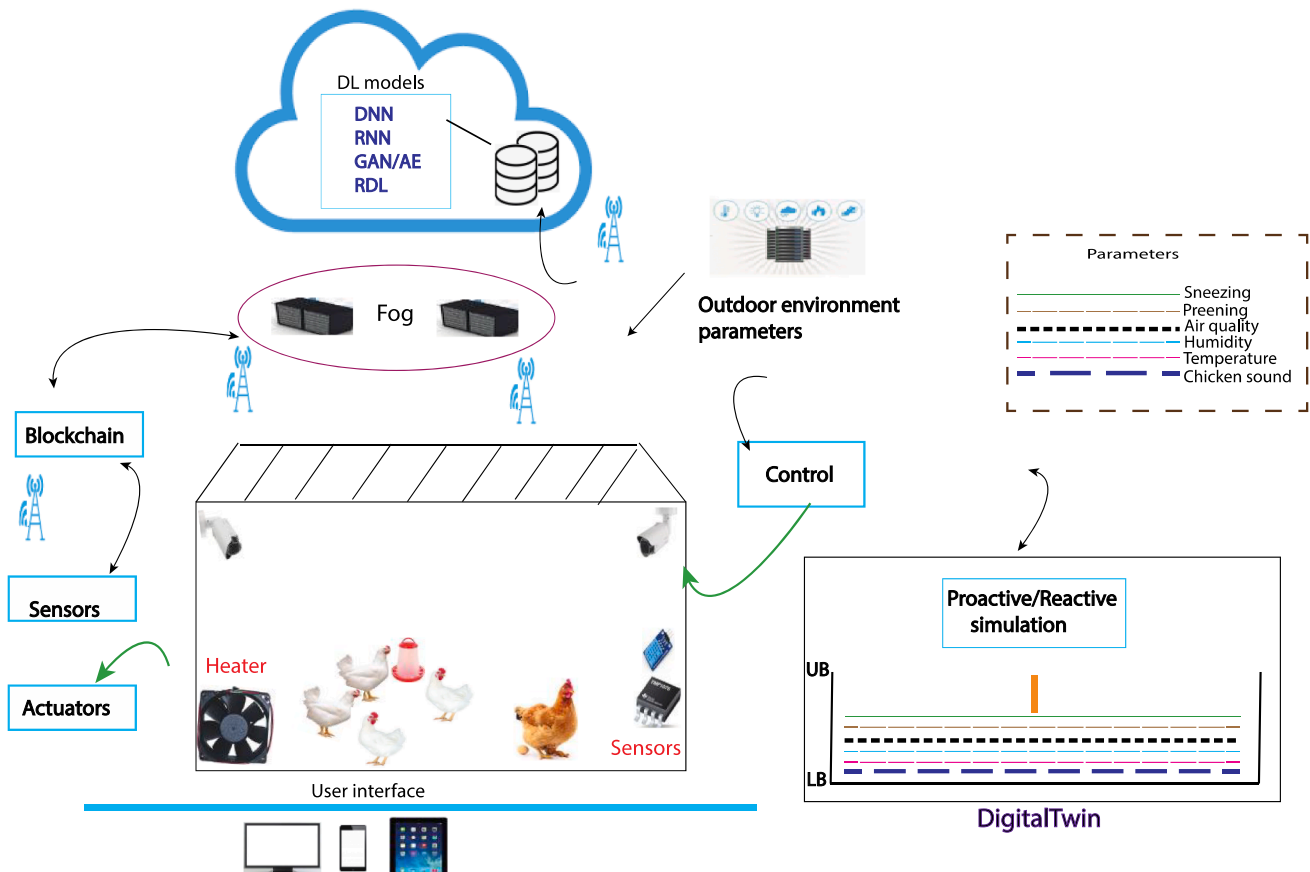 DL models
DNN
RNN
GAN/AE
RDL
Fog
Outdoor environment
parameters
Parameters
Sneezing
Preening
Air quality
Humidity
Temperature
Chicken sound
Blockchain
Control
Sensors
Actuators
Heater
Sensors
Proactive/Reactive
simulation
UB
LB
DigitalTwin
User interface